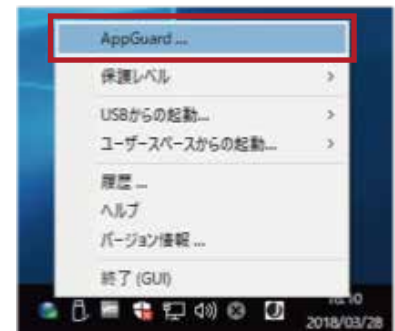 AppGuard ...
保護レベル
USBからの起動...
ユーザースペースからの起動...
履歴 ...
ヘルプ
バージョン情報 ...
終了 (GUI)
2018/03/28